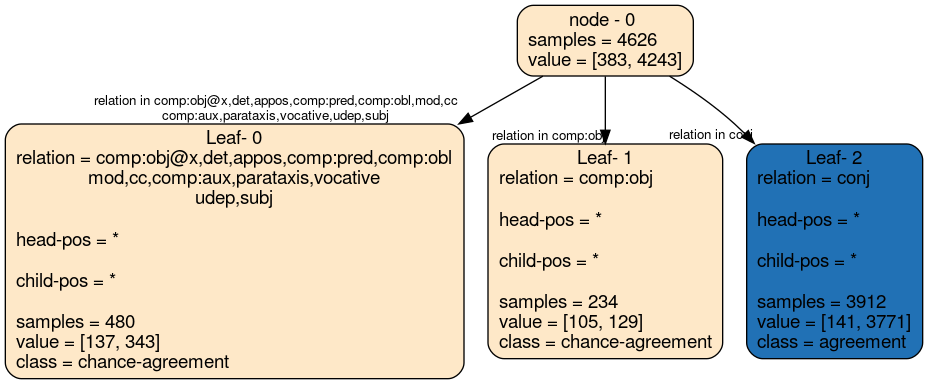 node - 0
samples = 4626
value = [383, 4243]
relation in comp:obj@x,det,appos,comp:pred,comp:obl,mod,cc
comp:aux,parataxis,vocative,udep,subj
relation in comp:obj
relation in conj
Leaf- 0
relation = comp:obj@x,det,appos,comp:pred,comp:obl
mod,cc,comp:aux,parataxis,vocative
udep,subj
head-pos = *
child-pos = *
samples = 480
value = [137, 343]
class = chance-agreement
Leaf- 1
relation = comp:obj
head-pos = *
child-pos = *
samples = 234
value = [105, 129]
class = chance-agreement
Leaf- 2
relation = conj
head-pos = *
child-pos = *
samples = 3912
value = [141, 3771]
class = agreement